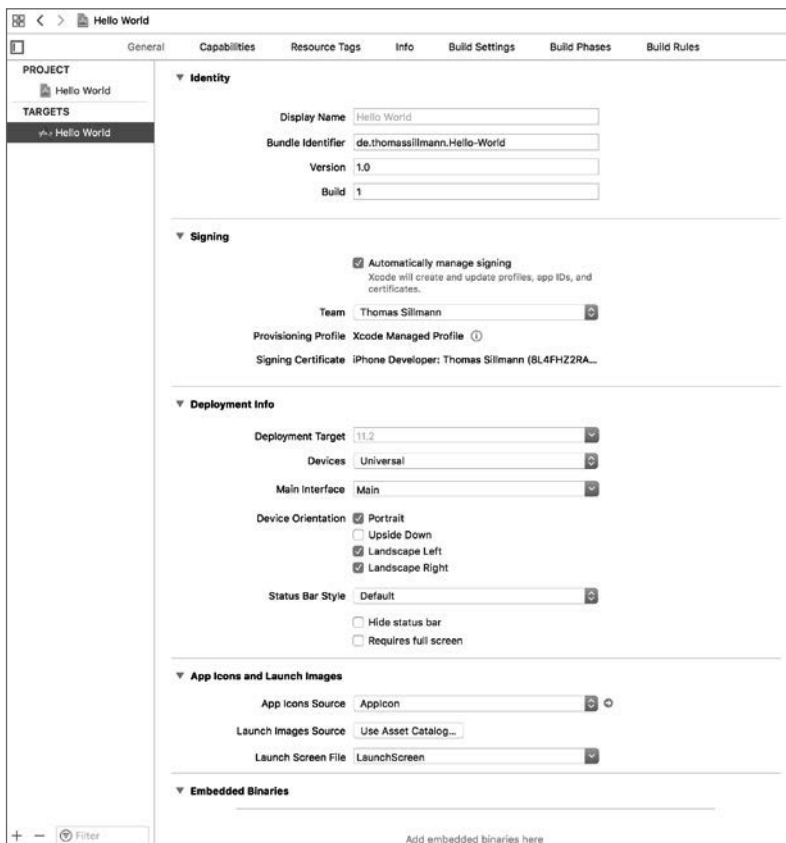 Hello World
General Capabilities Resource Tags Info Build Settings Build Phases Build Rules
PROJECT
Hello World
TARGETS
Hello World
Identity
Display Name Hello World
Bundle Identifier de.thomassillmann.Hello-World
Version 1.0
Build 1
Signing
Automatically manage signing
Xcode will create and update profiles, app IDs, and
certificates.
Team Thomas Sillmann
Provisioning Profile Xcode Managed Profile
Signing Certificate iPhone Developer: Thomas Sillmann (8L4FHZ2RA...
Deployment Info
Deployment Target 11.2
Devices Universal
Main Interface Main
Device Orientation Portrait
Upside Down
Landscape Left
Landscape Right
Status Bar Style Default
Hide status bar
Requires full screen
App Icons and Launch Images
App Icons Source AppIcon
Launch Images Source Use Asset Catalog...
Launch Screen File LaunchScreen
Embedded Binaries
Add embedded binaries here
Filter